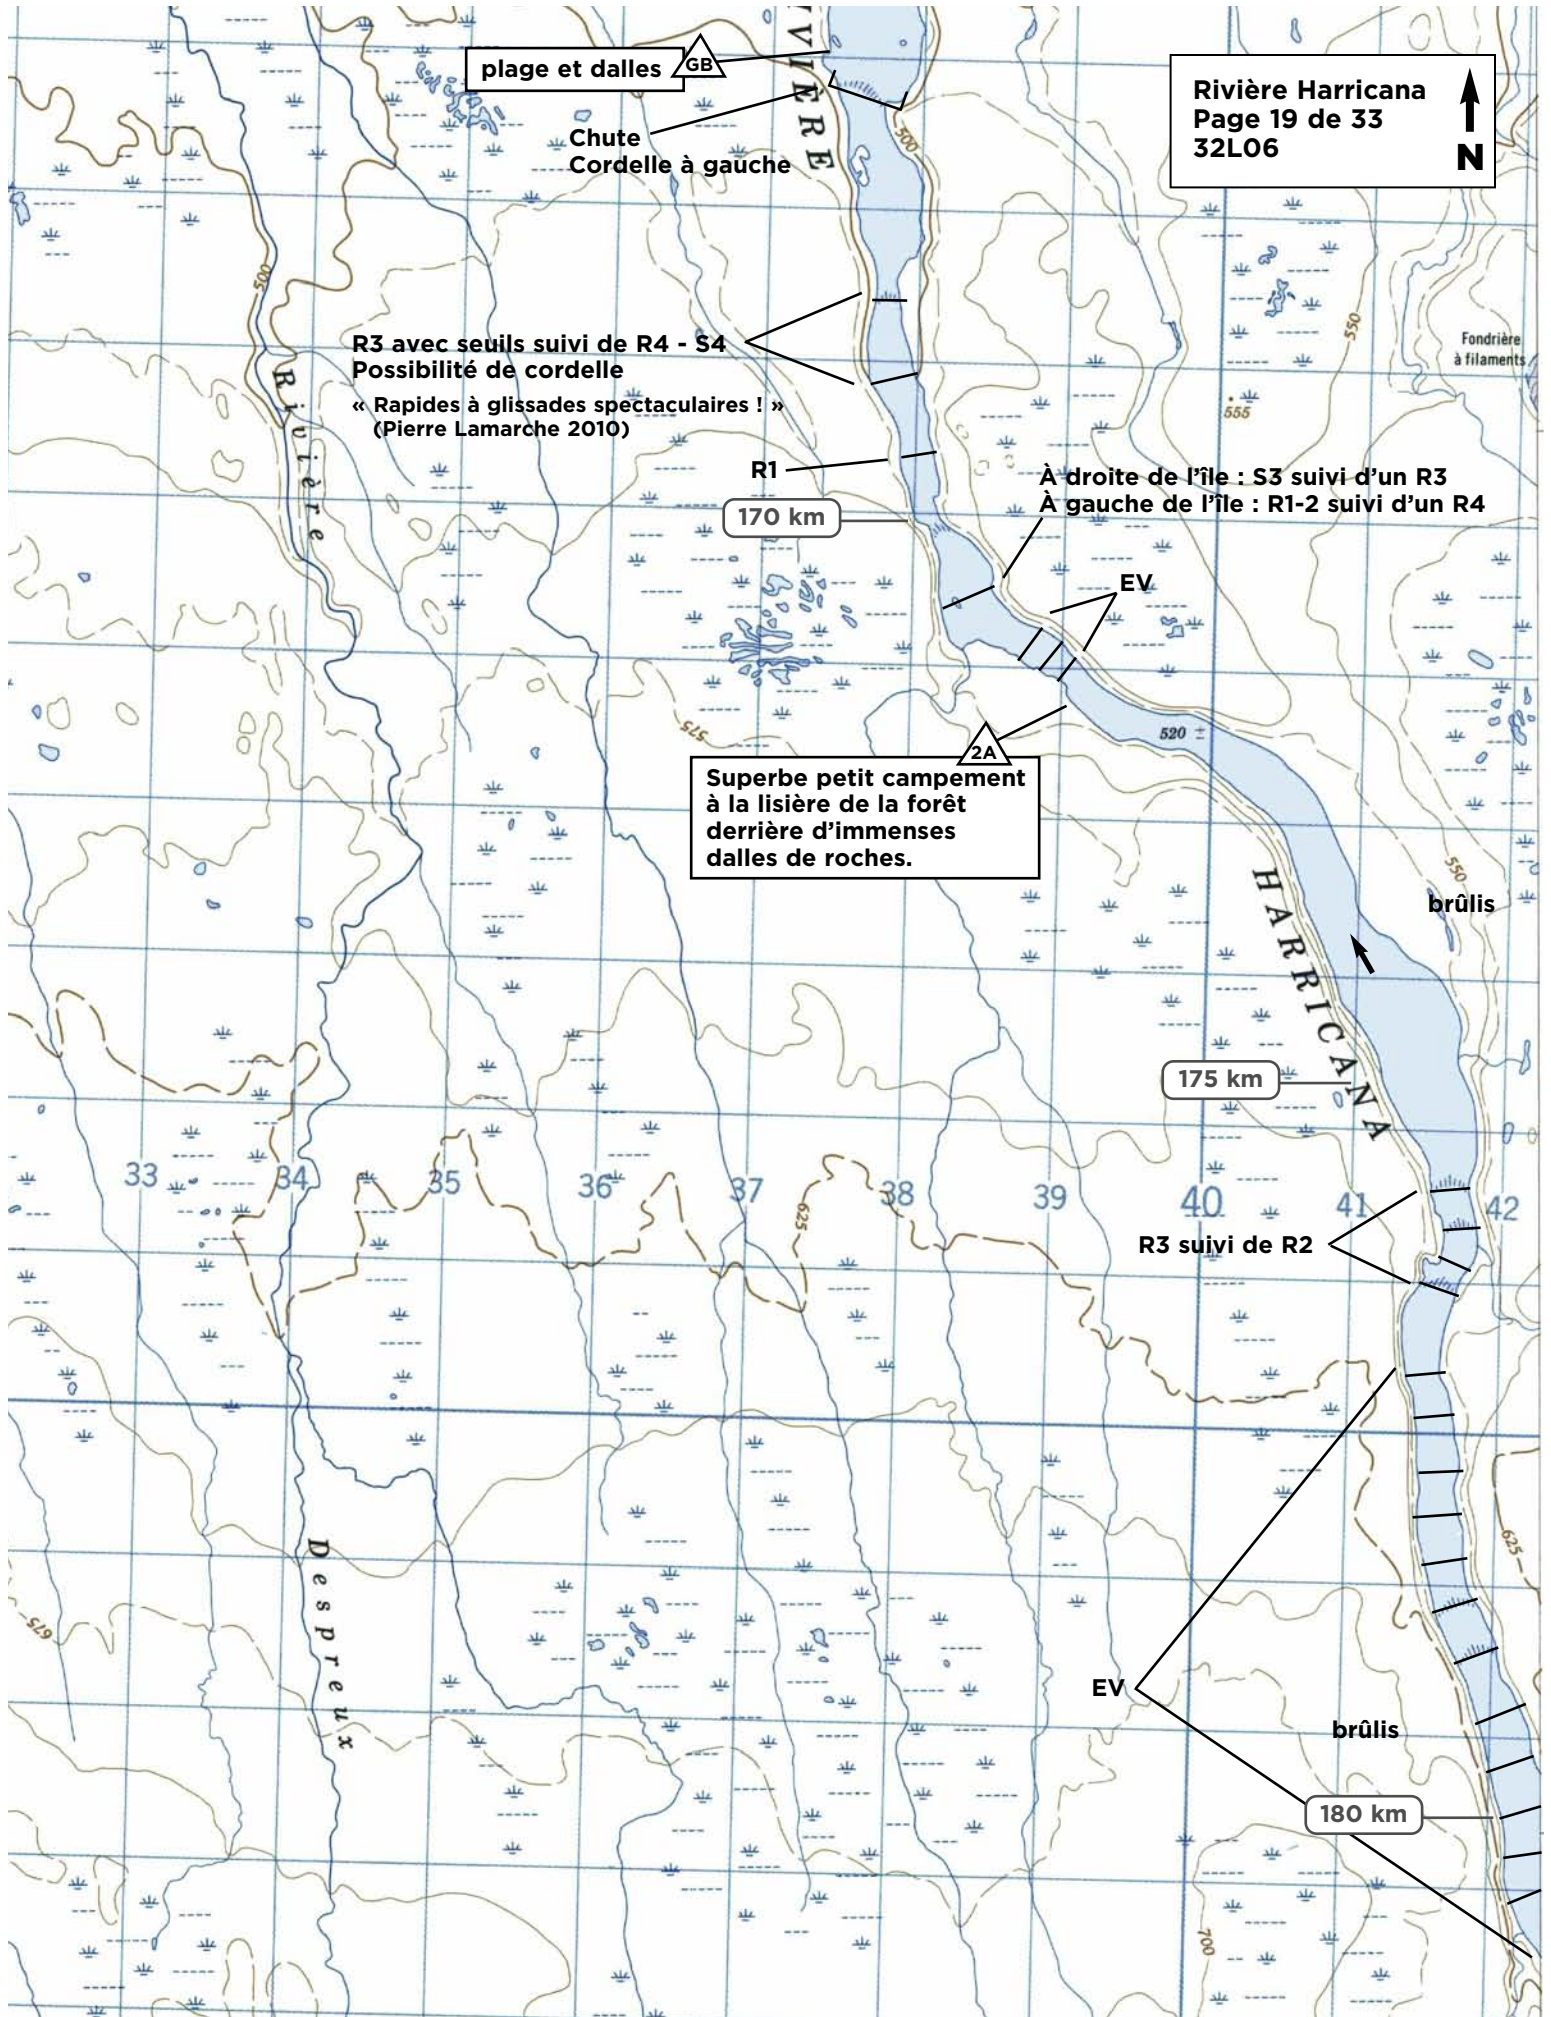 plage et dalles
GB
Rivière Harricana
Page 19 de 33
32L06
N
VIÈRE
Chute
Cordelle à gauche
500
500
R3 avec seuils suivi de R4 - S4
Possibilité de cordelle
« Rapides à glissades spectaculaires ! »
(Pierre Lamarche 2010)
550
Fondrière
à filaments
555
Rivière
R1
À droite de l'île : S3 suivi d'un R3
À gauche de l'île : R1-2 suivi d'un R4
170 km
EV
575
520 ±
2A
Superbe petit campement
à la lisière de la forêt
derrière d'immenses
dalles de roches.
550
brûlis
HARRICANA
175 km
33 34 35 36 37 38 39 40 41 42
625
R3 suivi de R2
625
Despreux
675
EV
brûlis
180 km
700